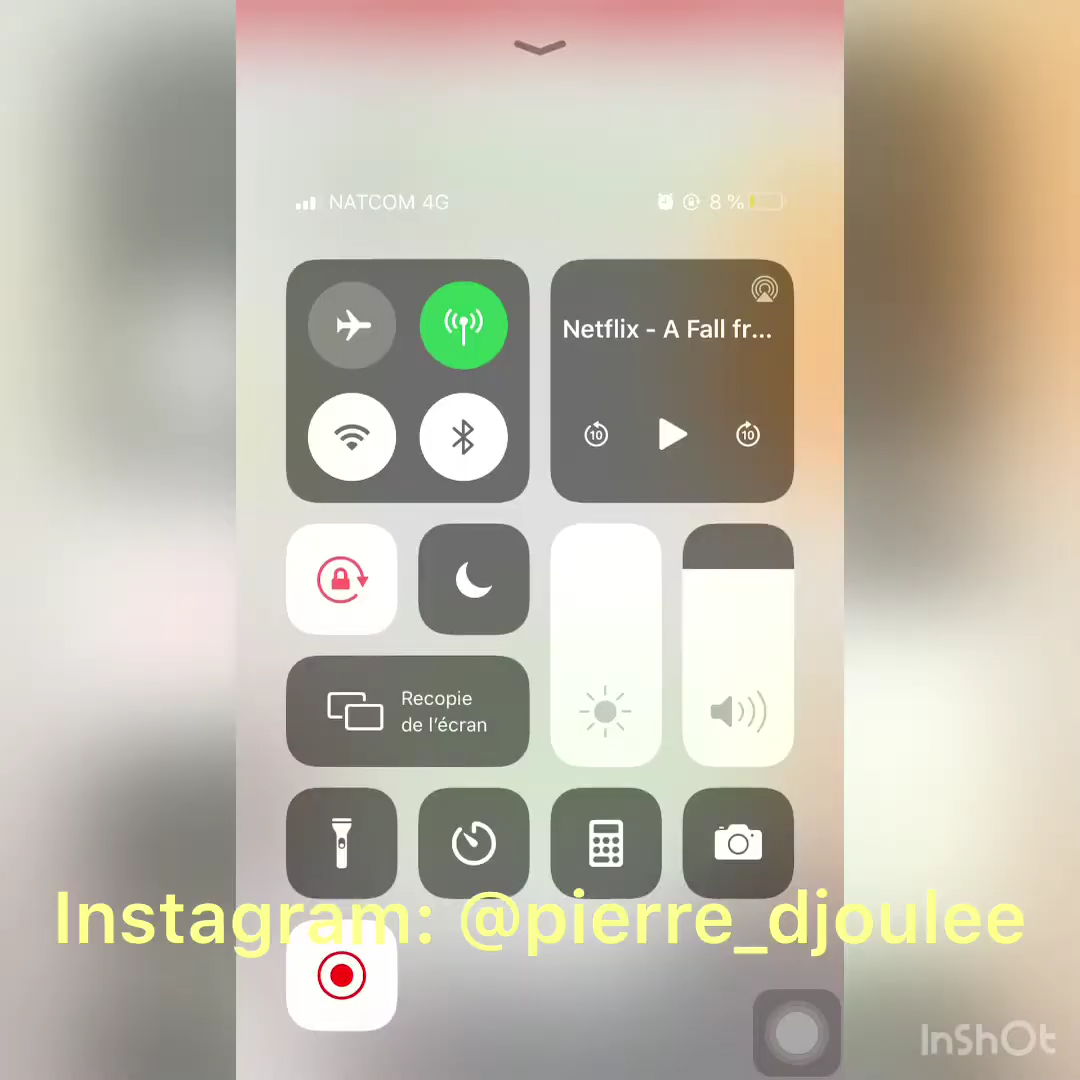 NATCOM 4G
8 %
Netflix - A Fall fr...
10
10
Recopie
de l'écran
Instagram: @pierre_djoulee
InShOt